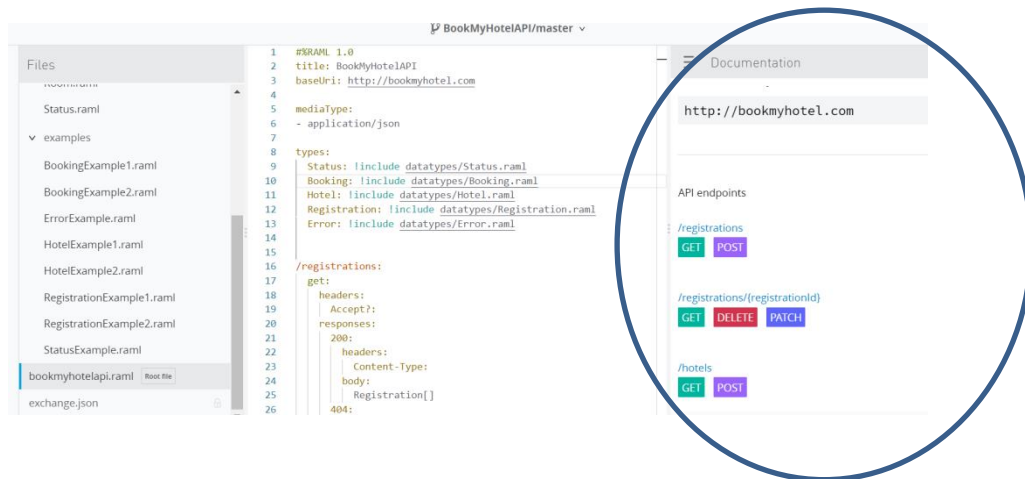 BookMyHotelAPI/master
Files
Status.raml
examples
BookingExample1.raml
BookingExample2.raml
ErrorExample.raml
HotelExample1.raml
HotelExample2.raml
RegistrationExample1.raml
RegistrationExample2.raml
StatusExample.raml
bookmyhotelapi.raml Root file
exchange.json
1 #%RAML 1.0
2 title: BookMyHotelAPI
3 baseUri: http://bookmyhotel.com
4
5 mediaType:
6 - application/json
7
8 types:
9 Status: !include datatypes/Status.raml
10 Booking: !include datatypes/Booking.raml
11 Hotel: !include datatypes/Hotel.raml
12 Registration: !include datatypes/Registration.raml
13 Error: !include datatypes/Error.raml
14
15
16 /registrations:
17 get:
18 headers:
19 Accept?:
20 responses:
21 200:
22 headers:
23 Content-Type:
24 body:
25 Registration[]
26 404:
Documentation
http://bookmyhotel.com
API endpoints
/registrations
GET POST
/registrations/{registrationId}
GET DELETE PATCH
/hotels
GET POST